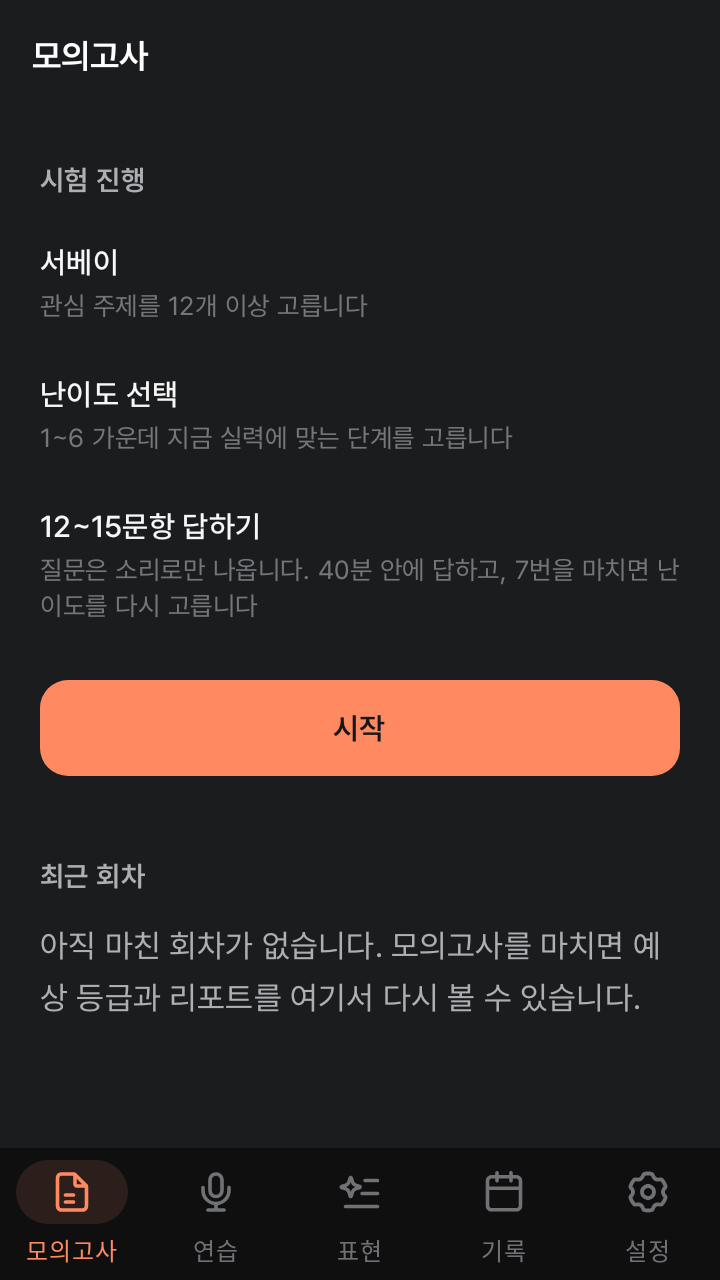 모의고사
시험 진행
서베이
관심 주제를 12개 이상 고릅니다
난이도 선택
1~6 가운데 지금 실력에 맞는 단계를 고릅니다
12~15문항 답하기
질문은 소리로만 나옵니다. 40분 안에 답하고, 7번을 마치면 난
이도를 다시 고릅니다
시작
최근 회차
아직 마친 회차가 없습니다. 모의고사를 마치면 예
상 등급과 리포트를 여기서 다시 볼 수 있습니다.
모의고사
연습
표현
기록
설정